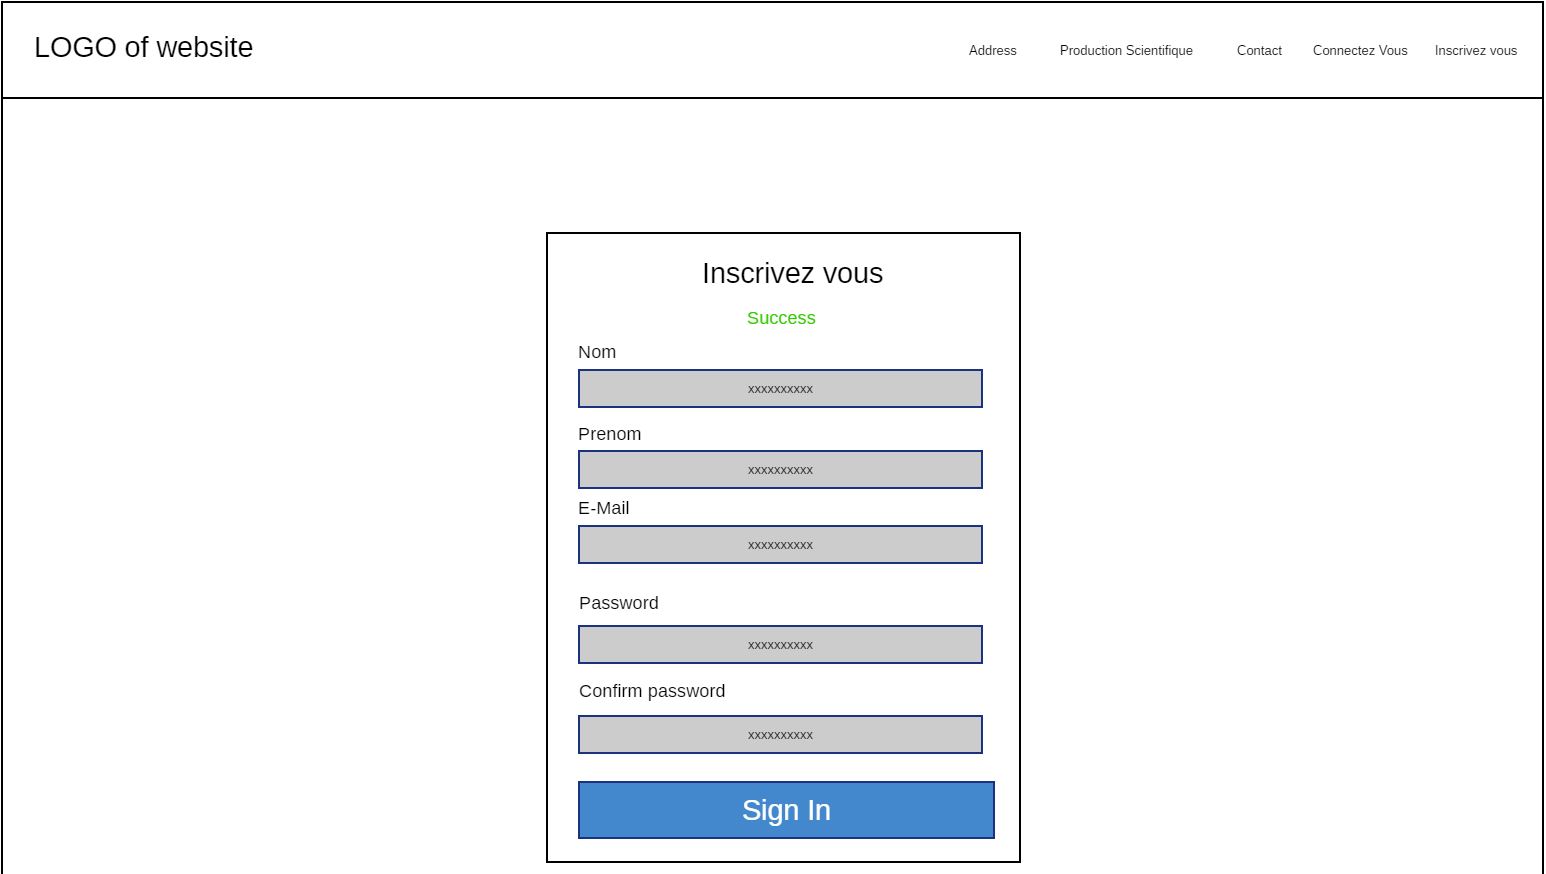 LOGO of website
Address Production Scientifique Contact Connectez Vous Inscrivez vous
Inscrivez vous
Success
Nom
xxxxxxxxxx
Prenom
xxxxxxxxxx
E-Mail
xxxxxxxxxx
Password
xxxxxxxxxx
Confirm password
xxxxxxxxxx
Sign In